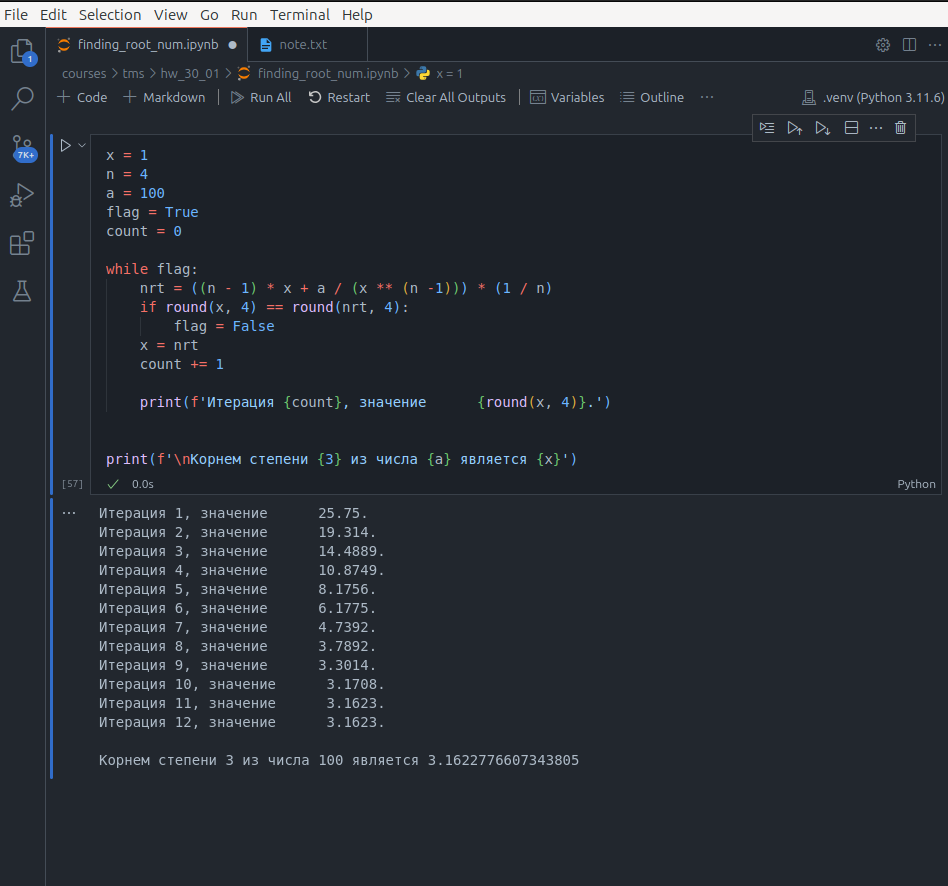 File Edit Selection View Go Run Terminal Help
1
finding_root_num.ipynb ● note.txt ···
courses > tms > hw_30_01 > finding_root_num.ipynb > x = 1
+ Code + Markdown | Run All Restart Clear All Outputs | Variables Outline ··· .venv (Python 3.11.6)
7K+
x = 1
n = 4
a = 100
flag = True
count = 0
while flag:
    nrt = ((n - 1) * x + a / (x ** (n -1))) * (1 / n)
    if round(x, 4) == round(nrt, 4):
        flag = False
    x = nrt
    count += 1
    print(f'Итерация {count}, значение      {round(x, 4)}.')
print(f'\nКорнем степени {3} из числа {a} является {x}')
[57] ✓ 0.0s Python
Итерация 1, значение      25.75.
Итерация 2, значение      19.314.
Итерация 3, значение      14.4889.
Итерация 4, значение      10.8749.
Итерация 5, значение      8.1756.
Итерация 6, значение      6.1775.
Итерация 7, значение      4.7392.
Итерация 8, значение      3.7892.
Итерация 9, значение      3.3014.
Итерация 10, значение      3.1708.
Итерация 11, значение      3.1623.
Итерация 12, значение      3.1623.
Корнем степени 3 из числа 100 является 3.1622776607343805